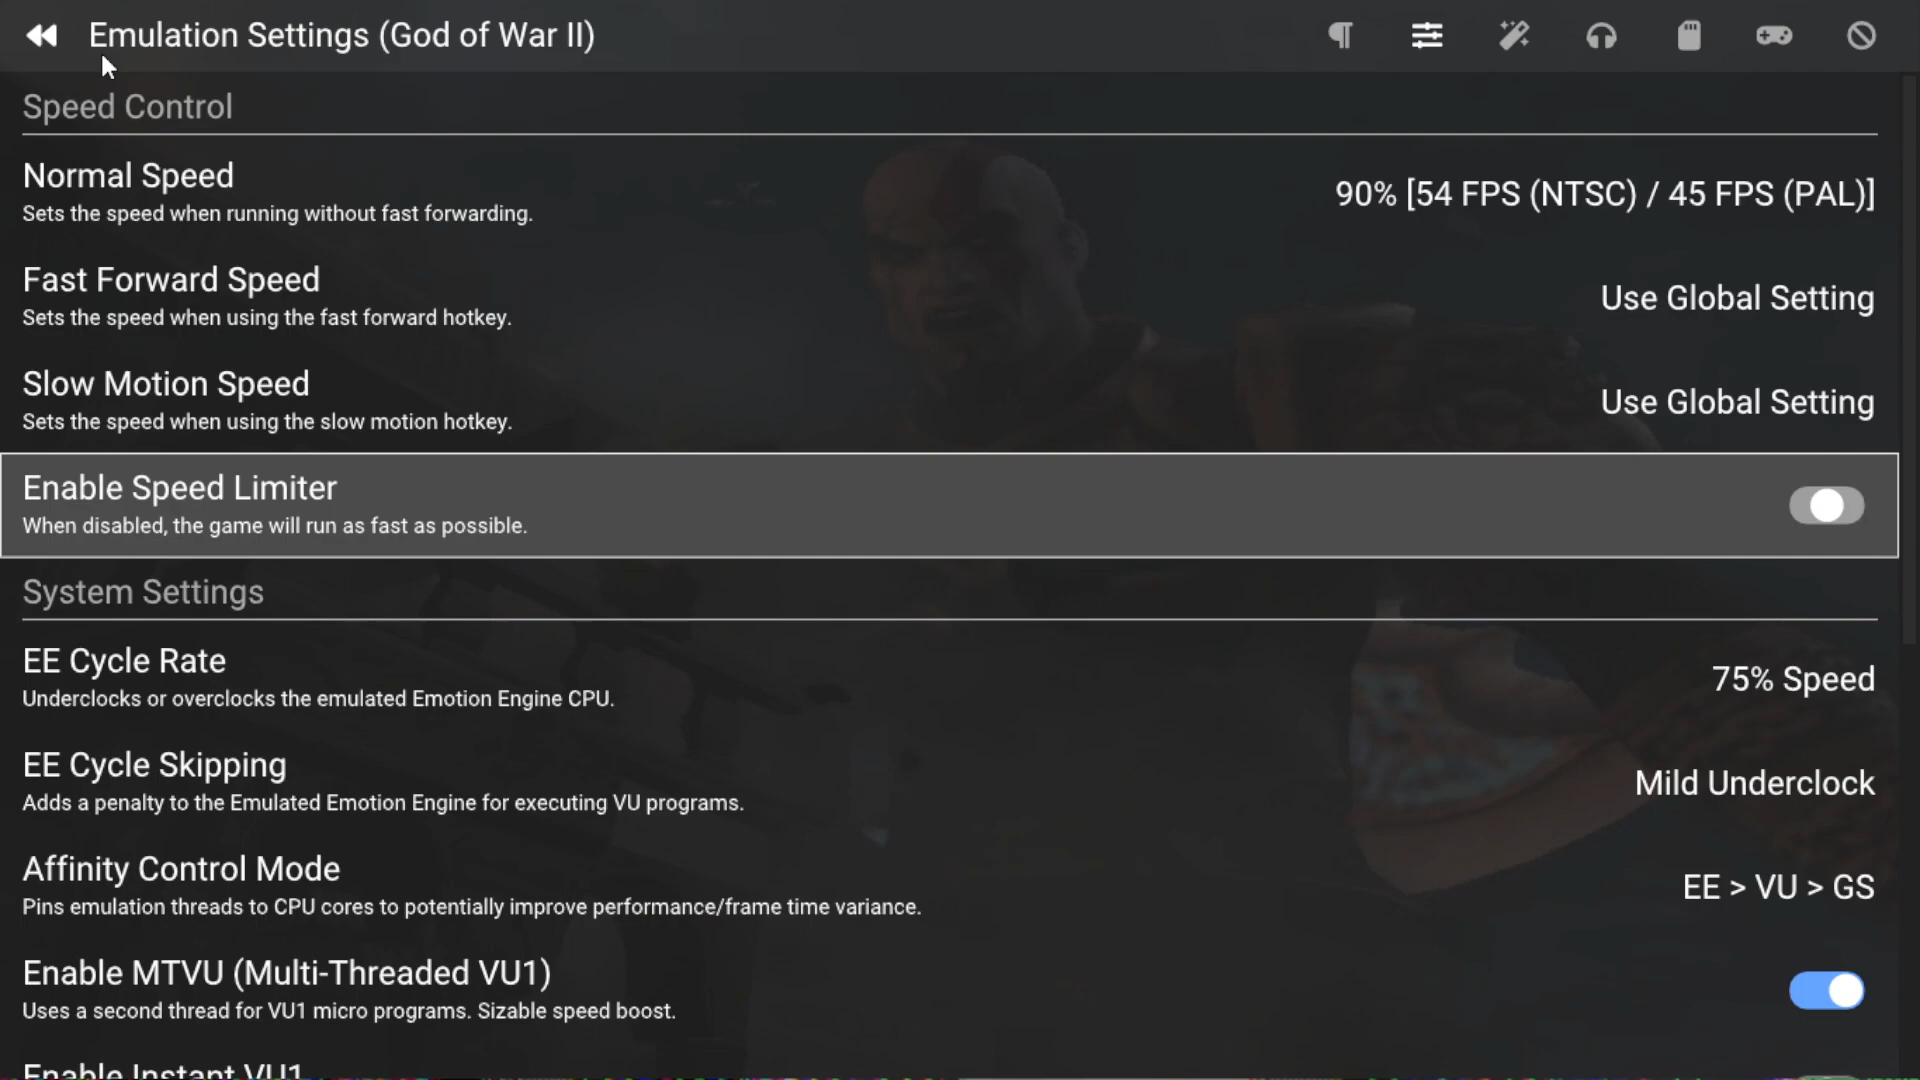 Emulation Settings (God of War II)
Speed Control
Normal Speed
Sets the speed when running without fast forwarding.
90% [54 FPS (NTSC) / 45 FPS (PAL)]
Fast Forward Speed
Sets the speed when using the fast forward hotkey.
Use Global Setting
Slow Motion Speed
Sets the speed when using the slow motion hotkey.
Use Global Setting
Enable Speed Limiter
When disabled, the game will run as fast as possible.
System Settings
EE Cycle Rate
Underclocks or overclocks the emulated Emotion Engine CPU.
75% Speed
EE Cycle Skipping
Adds a penalty to the Emulated Emotion Engine for executing VU programs.
Mild Underclock
Affinity Control Mode
Pins emulation threads to CPU cores to potentially improve performance/frame time variance.
EE > VU > GS
Enable MTVU (Multi-Threaded VU1)
Uses a second thread for VU1 micro programs. Sizable speed boost.
Enable Instant VU1